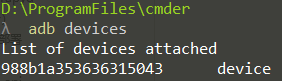 D:\ProgramFiles\cmder
λ adb devices
List of devices attached
988b1a353636315043 device